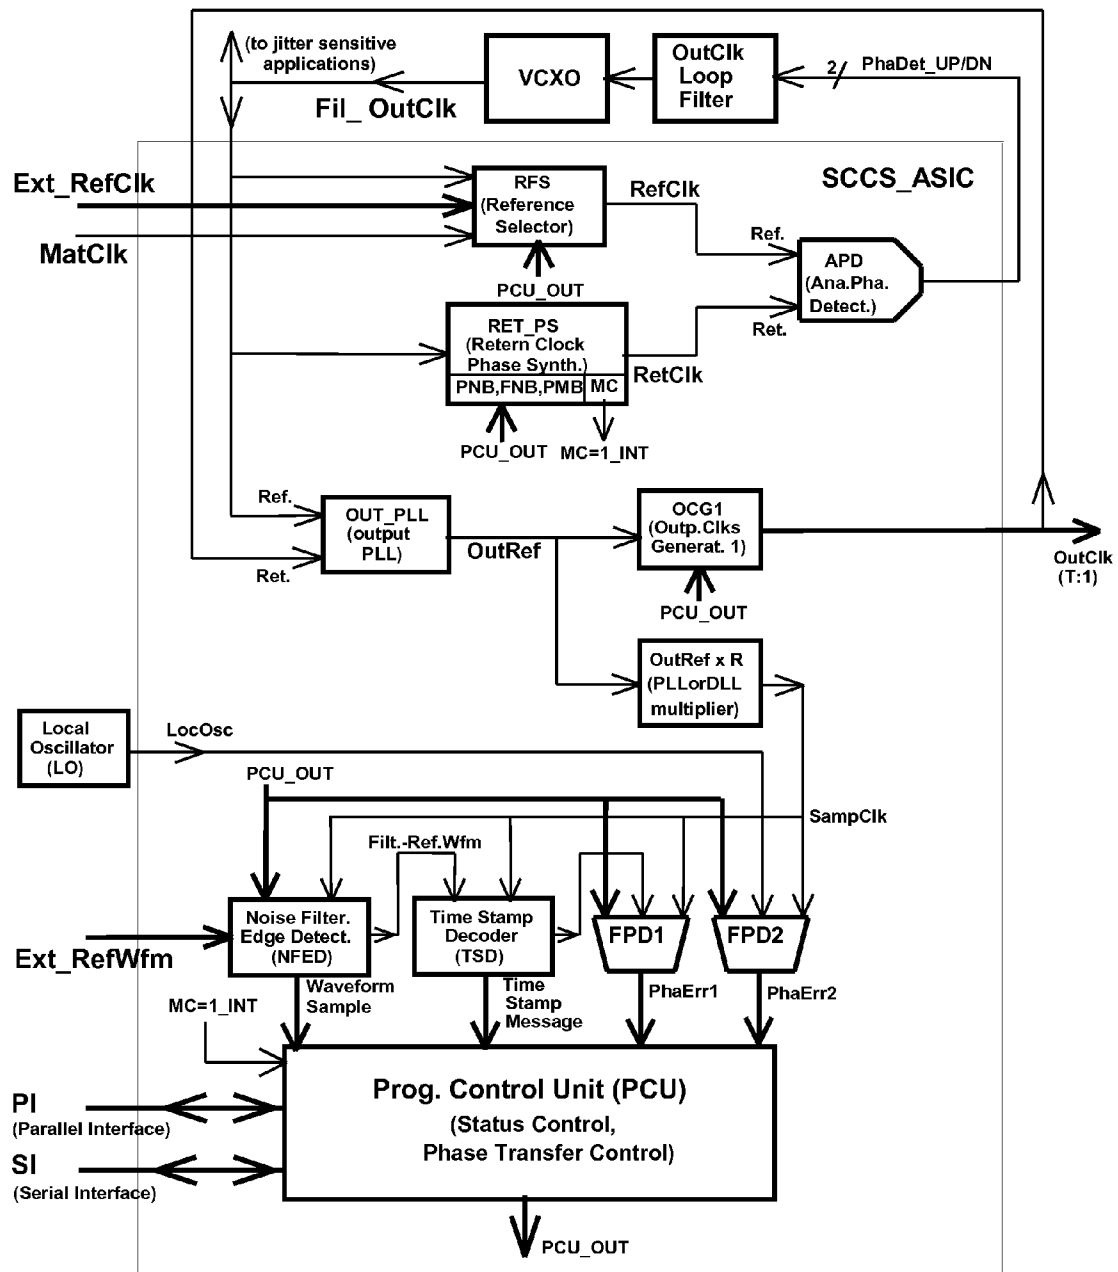 (to jitter sensitive
applications)
Fil_ OutClk
VCXO
OutClk
Loop
Filter
2
PhaDet_UP/DN
SCCS_ASIC
Ext_RefClk
MatClk
RFS
(Reference
Selector)
RefClk
PCU_OUT
Ref.
APD
(Ana.Pha.
Detect.)
Ret.
RET_PS
(Retern Clock
Phase Synth.)
PNB,FNB,PMB
MC
RetClk
PCU_OUT
MC=1_INT
Ref.
OUT_PLL
(output
PLL)
Ret.
OutRef
OCG1
(Outp.Clks
Generat. 1)
PCU_OUT
OutClk
(T:1)
OutRef x R
(PLLorDLL
multiplier)
Local
Oscillator
(LO)
LocOsc
PCU_OUT
SampClk
Filt.-Ref.Wfm
Ext_RefWfm
Noise Filter.
Edge Detect.
(NFED)
Time Stamp
Decoder
(TSD)
FPD1
FPD2
Waveform
Sample
Time
Stamp
Message
PhaErr1
PhaErr2
MC=1_INT
Prog. Control Unit (PCU)
(Status Control,
Phase Transfer Control)
PI
(Parallel Interface)
SI
(Serial Interface)
PCU_OUT